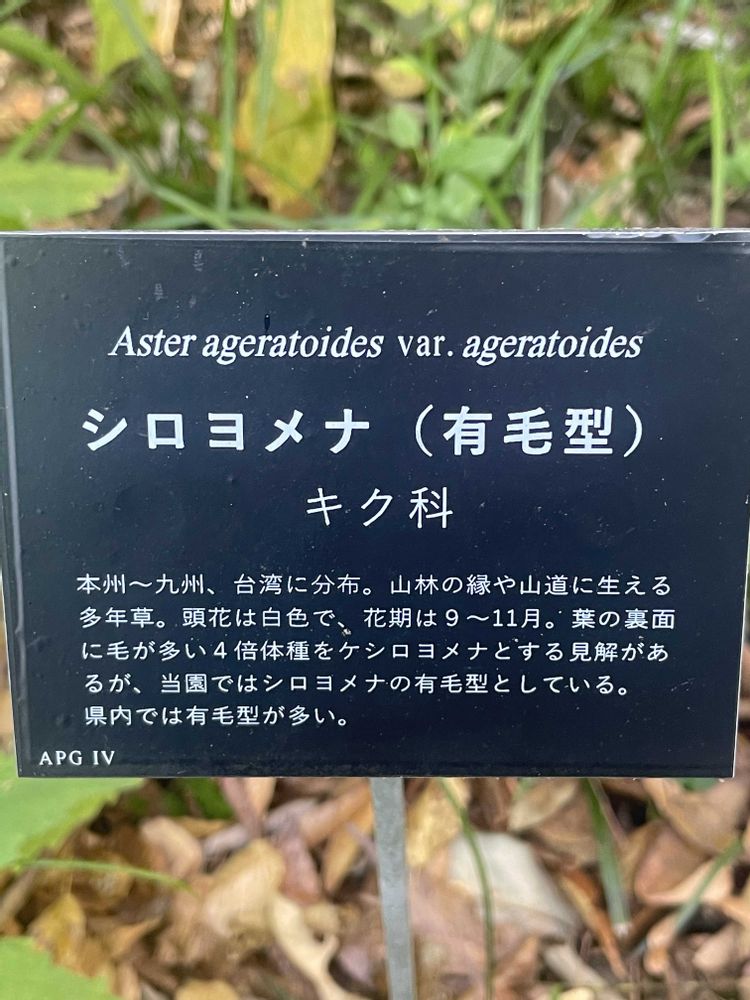 Aster ageratoides var. ageratoides
シロヨメナ（有毛型）
キク科
本州～九州、台湾に分布。山林の縁や山道に生える
多年草。頭花は白色で、花期は９～11月。葉の裏面
に毛が多い４倍体種をケシロヨメナとする見解があ
るが、当園ではシロヨメナの有毛型としている。
県内では有毛型が多い。
APG IV